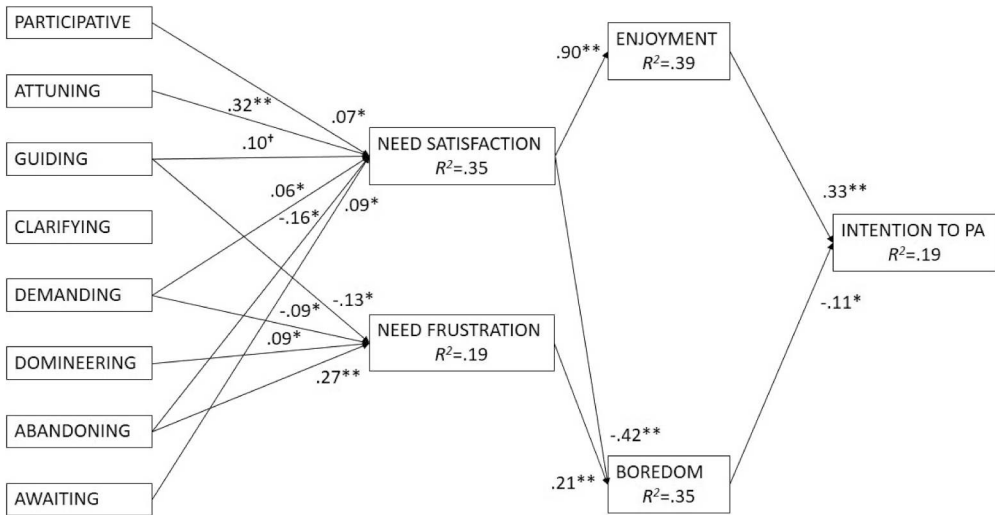 PARTICIPATIVE
ATTUNING
GUIDING
CLARIFYING
DEMANDING
DOMINEERING
ABANDONING
AWAITING
.07*
.32**
.10†
.06*
-.16*
.09*
-.13*
-.09*
.09*
.27**
NEED SATISFACTION
R²=.35
NEED FRUSTRATION
R²=.19
.90**
-.42**
.21**
ENJOYMENT
R²=.39
BOREDOM
R²=.35
.33**
-.11*
INTENTION TO PA
R²=.19